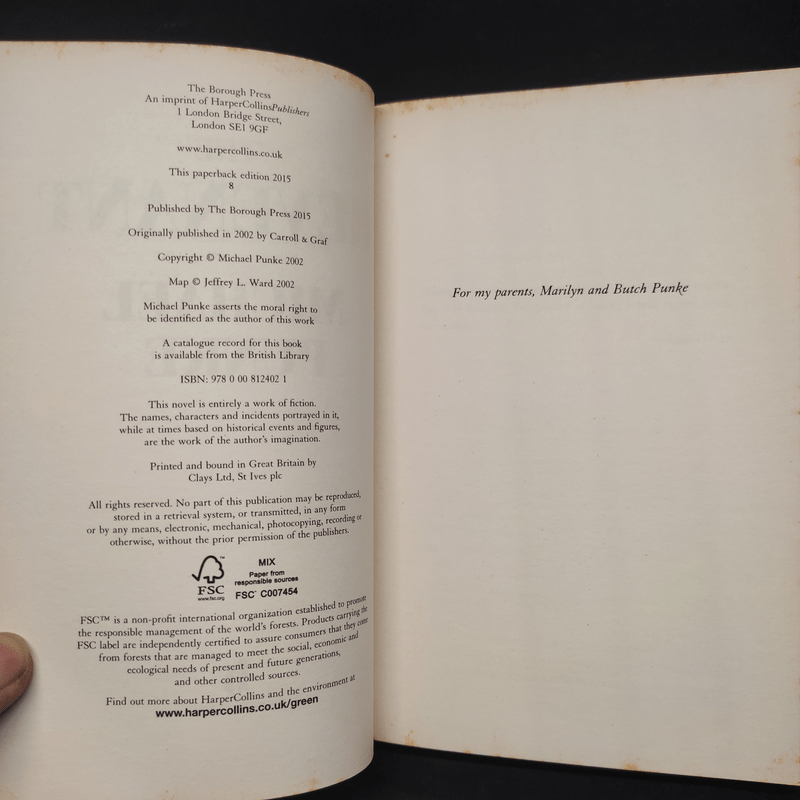 The Borough Press
An imprint of HarperCollinsPublishers
1 London Bridge Street,
London SE1 9GF
www.harpercollins.co.uk
This paperback edition 2015
8
Published by The Borough Press 2015
Originally published in 2002 by Carroll & Graf
Copyright © Michael Punke 2002
Map © Jeffrey L. Ward 2002
Michael Punke asserts the moral right to
be identified as the author of this work
A catalogue record for this book
is available from the British Library
ISBN: 978 0 00 812402 1
This novel is entirely a work of fiction.
The names, characters and incidents portrayed in it,
while at times based on historical events and figures,
are the work of the author's imagination.
Printed and bound in Great Britain by
Clays Ltd, St Ives plc
All rights reserved. No part of this publication may be reproduced,
stored in a retrieval system, or transmitted, in any form
or by any means, electronic, mechanical, photocopying, recording or
otherwise, without the prior permission of the publishers.
FSC
www.fsc.org
MIX
Paper from
responsible sources
FSC® C007454
FSC™ is a non-profit international organization established to promote
the responsible management of the world's forests. Products carrying the
FSC label are independently certified to assure consumers that they come
from forests that are managed to meet the social, economic and
ecological needs of present and future generations,
and other controlled sources.
Find out more about HarperCollins and the environment at
www.harpercollins.co.uk/green
For my parents, Marilyn and Butch Punke